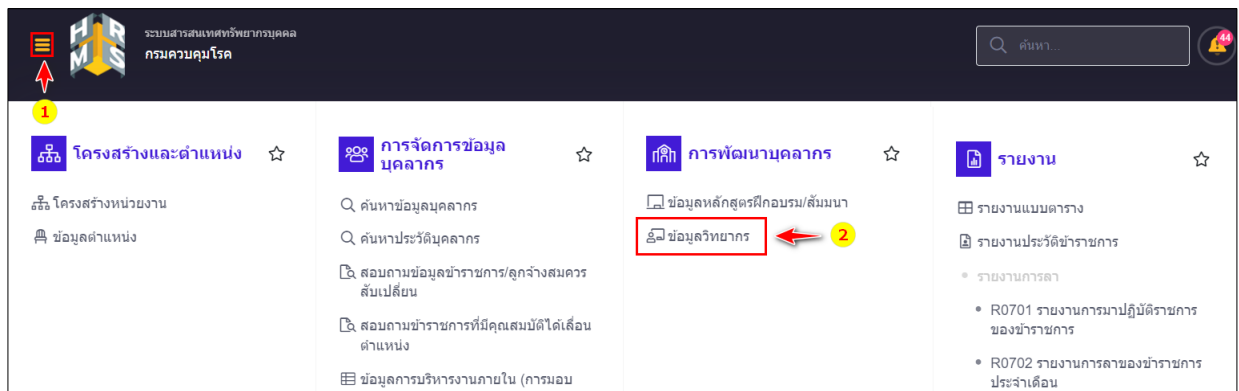 HR
MS
ระบบสารสนเทศทรัพยากรบุคคล
กรมควบคุมโรค
ค้นหา...
44
1
โครงสร้างและตำแหน่ง
โครงสร้างหน่วยงาน
ข้อมูลตำแหน่ง
การจัดการข้อมูล
บุคลากร
ค้นหาข้อมูลบุคลากร
ค้นหาประวัติบุคลากร
สอบถามข้อมูลข้าราชการ/ลูกจ้างสมควร
สับเปลี่ยน
สอบถามข้าราชการที่มีคุณสมบัติได้เลื่อน
ตำแหน่ง
ข้อมูลการบริหารงานภายใน (การมอบ
การพัฒนาบุคลากร
ข้อมูลหลักสูตรฝึกอบรม/สัมมนา
ข้อมูลวิทยากร
2
รายงาน
รายงานแบบตาราง
รายงานประวัติข้าราชการ
รายงานการลา
R0701 รายงานการมาปฏิบัติราชการ
ของข้าราชการ
R0702 รายงานการลาของข้าราชการ
ประจำเดือน